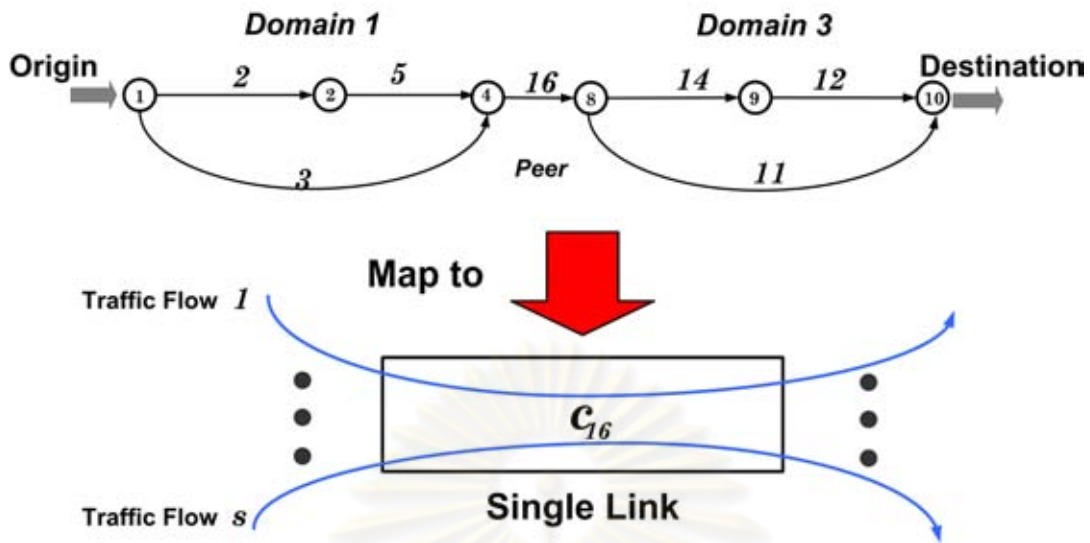 Domain 1
Domain 3
Origin
Destination
2
5
16
14
12
1
2
4
8
9
10
3
Peer
11
Map to
Traffic Flow 1
c16
Traffic Flow s
Single Link